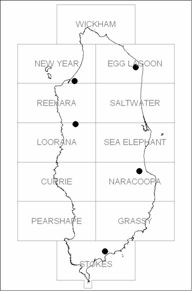 WICKHAM
NEW YEAR EGG LAGOON
REEKARA SALTWATER
LOORANA SEA ELEPHANT
CURRIE NARACOOPA
PEARSHAPE GRASSY
STOKES